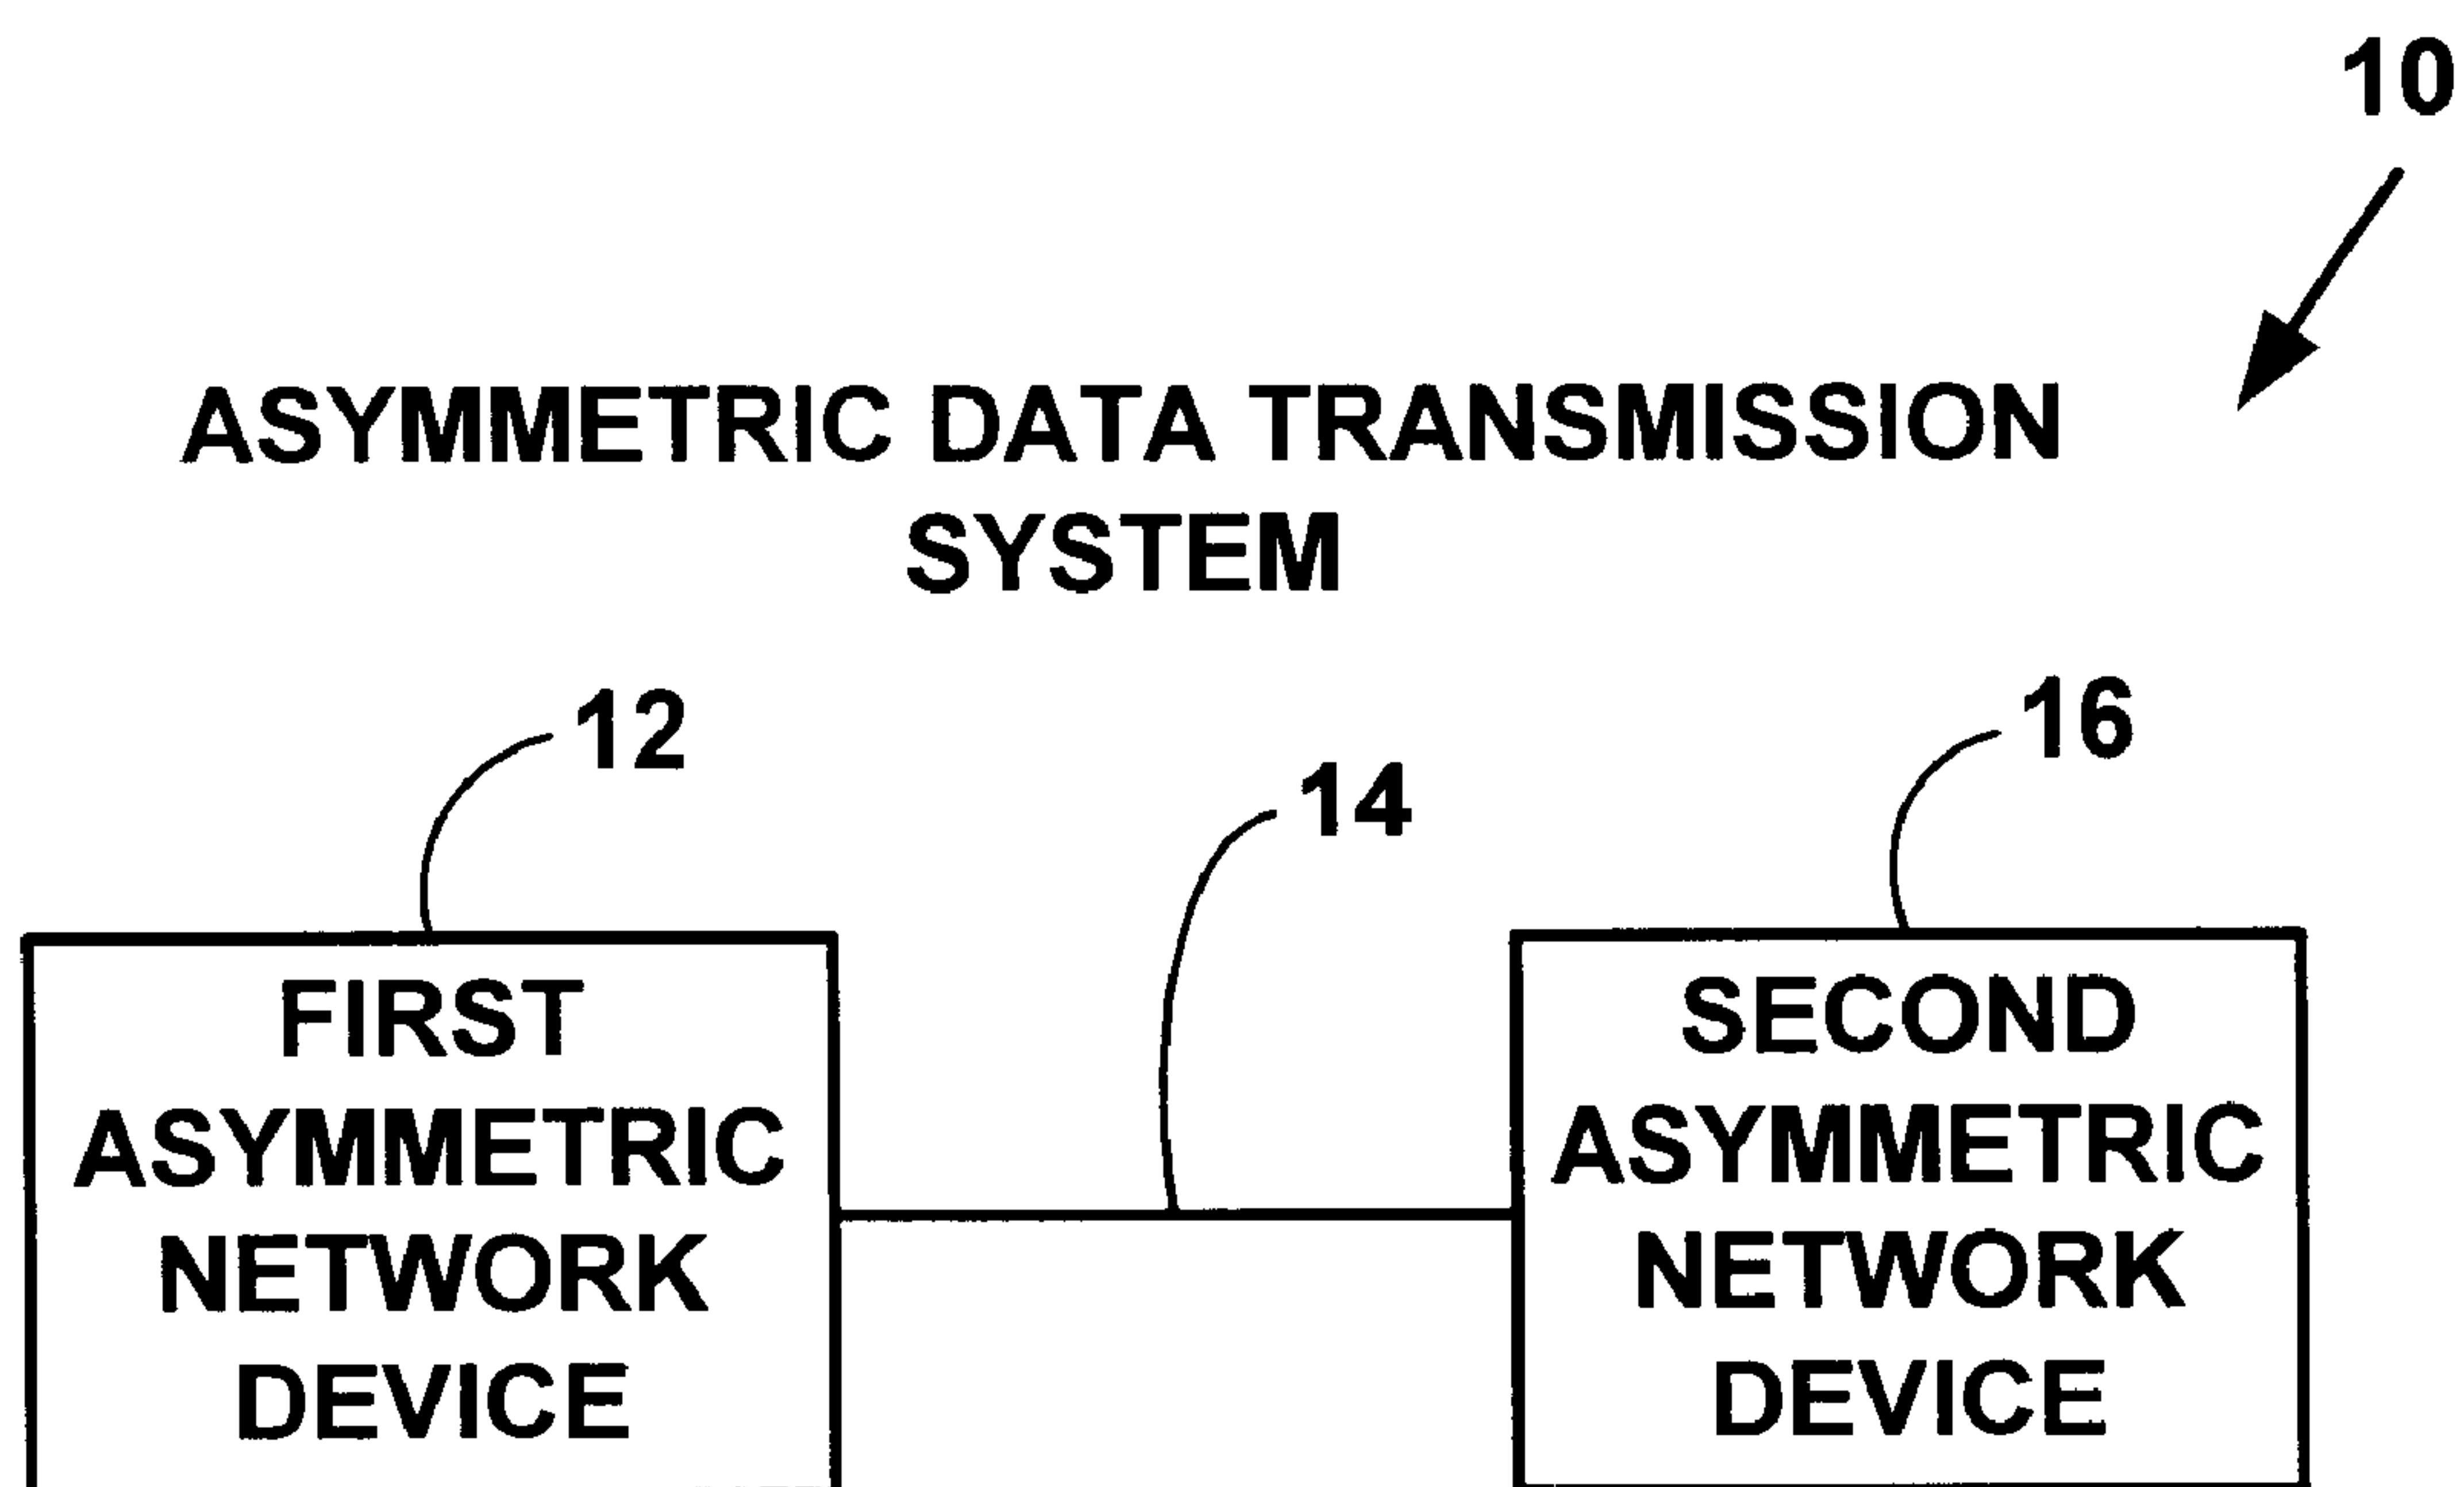 10
ASYMMETRIC DATA TRANSMISSION
SYSTEM
12
14
16
FIRST
ASYMMETRIC
NETWORK
DEVICE
SECOND
ASYMMETRIC
NETWORK
DEVICE